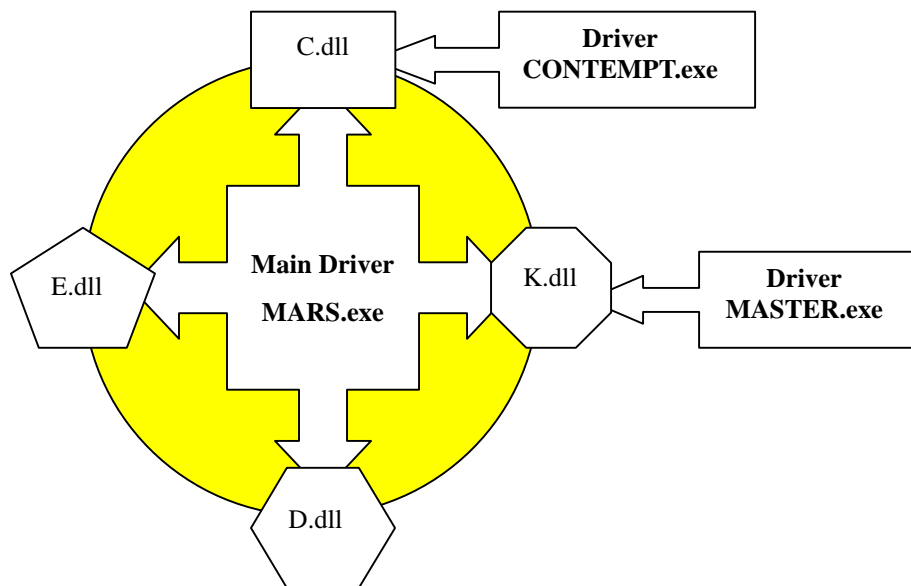 C.dll
Driver
CONTEMPT.exe
E.dll
Main Driver
MARS.exe
K.dll
Driver
MASTER.exe
D.dll